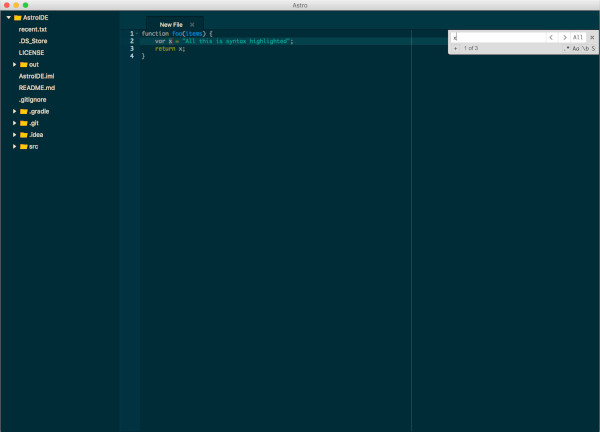 Astro
AstroIDE
recent.txt
.DS_Store
LICENSE
out
AstroIDE.iml
README.md
.gitignore
.gradle
.git
.idea
src
New File
1 function foo(items) {
2 var x = "All this is syntax highlighted";
3 return x;
4 }
x
All
+ 1 of 3 .* Aa \b S